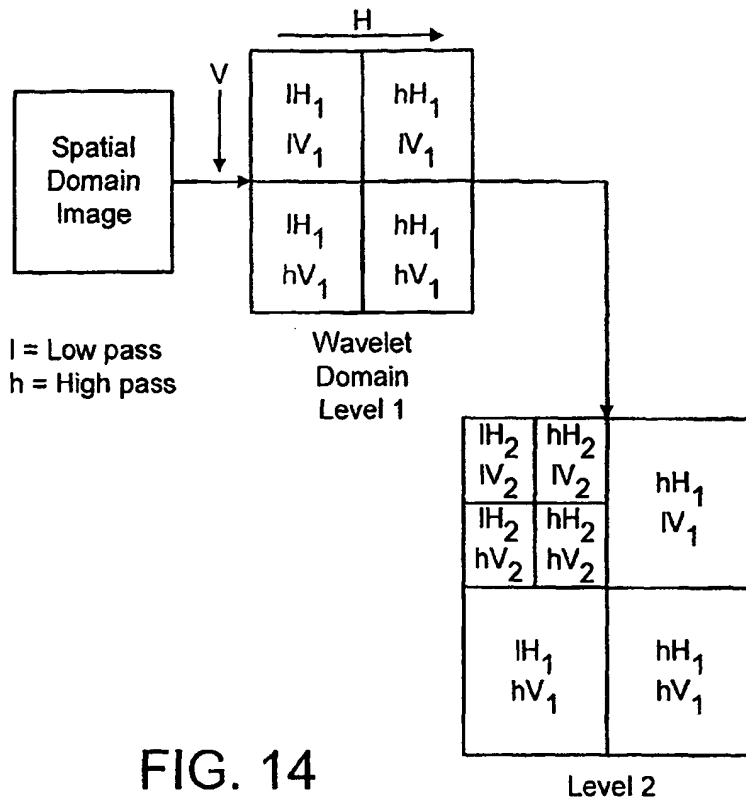 H
V
Spatial
Domain
Image
lH₁
lV₁
hH₁
lV₁
lH₁
hV₁
hH₁
hV₁
l = Low pass
h = High pass
Wavelet
Domain
Level 1
lH₂
lV₂
hH₂
lV₂
lH₂
hV₂
hH₂
hV₂
hH₁
lV₁
lH₁
hV₁
hH₁
hV₁
FIG. 14
Level 2